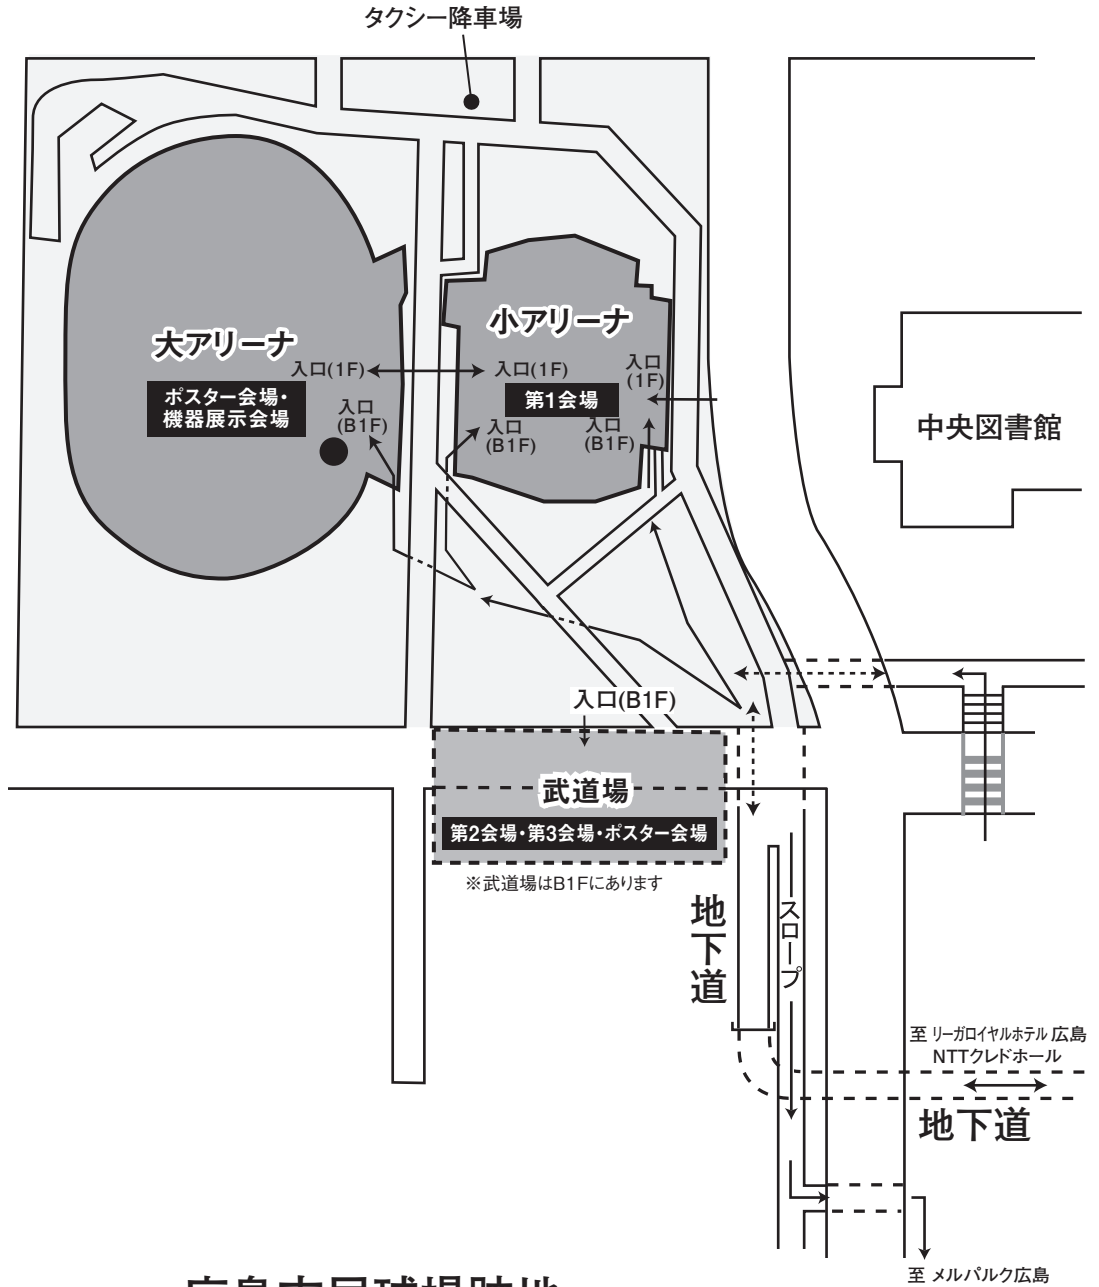 タクシー降車場
大アリーナ
小アリーナ
入口(1F)
入口(1F)
入口
(1F)
ポスター会場・
機器展示会場
第1会場
入口
(B1F)
入口
(B1F)
入口
(B1F)
中央図書館
入口(B1F)
武道場
第2会場・第3会場・ポスター会場
※武道場はB1Fにあります
地下道
スロープ
至 リーガロイヤルホテル広島
NTTクレドホール
地下道
至 メルパルク広島